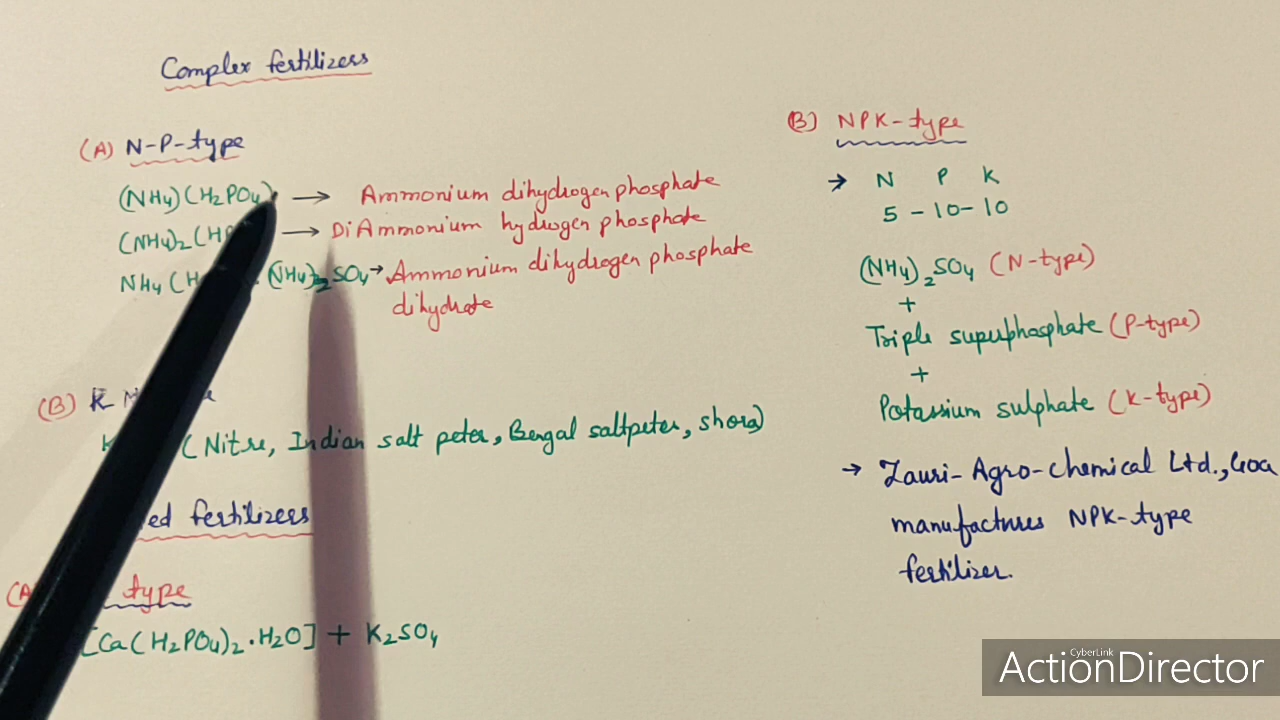 Complex fertilizers
(A) N-P-type
(NH4)(H2PO4) → Ammonium dihydrogen phosphate
(NH4)2(HP → DiAmmonium hydrogen phosphate
NH4(H . (NH4)2SO4 → Ammonium dihydrogen phosphate
dihydrate
(B) K N
K (Nitre, Indian salt peter, Bengal saltpeter, shora)
ed fertilizers
(A) type
[Ca(H2PO4)2·H2O] + K2SO4
(B) NPK-type
→ N P K
5-10-10
(NH4)2SO4 (N-type)
+
Triple superphosphate (P-type)
+
Potassium sulphate (K-type)
→ Zauri-Agro-chemical Ltd., Goa
manufactures NPK-type
fertilizer.
CyberLink
ActionDirector